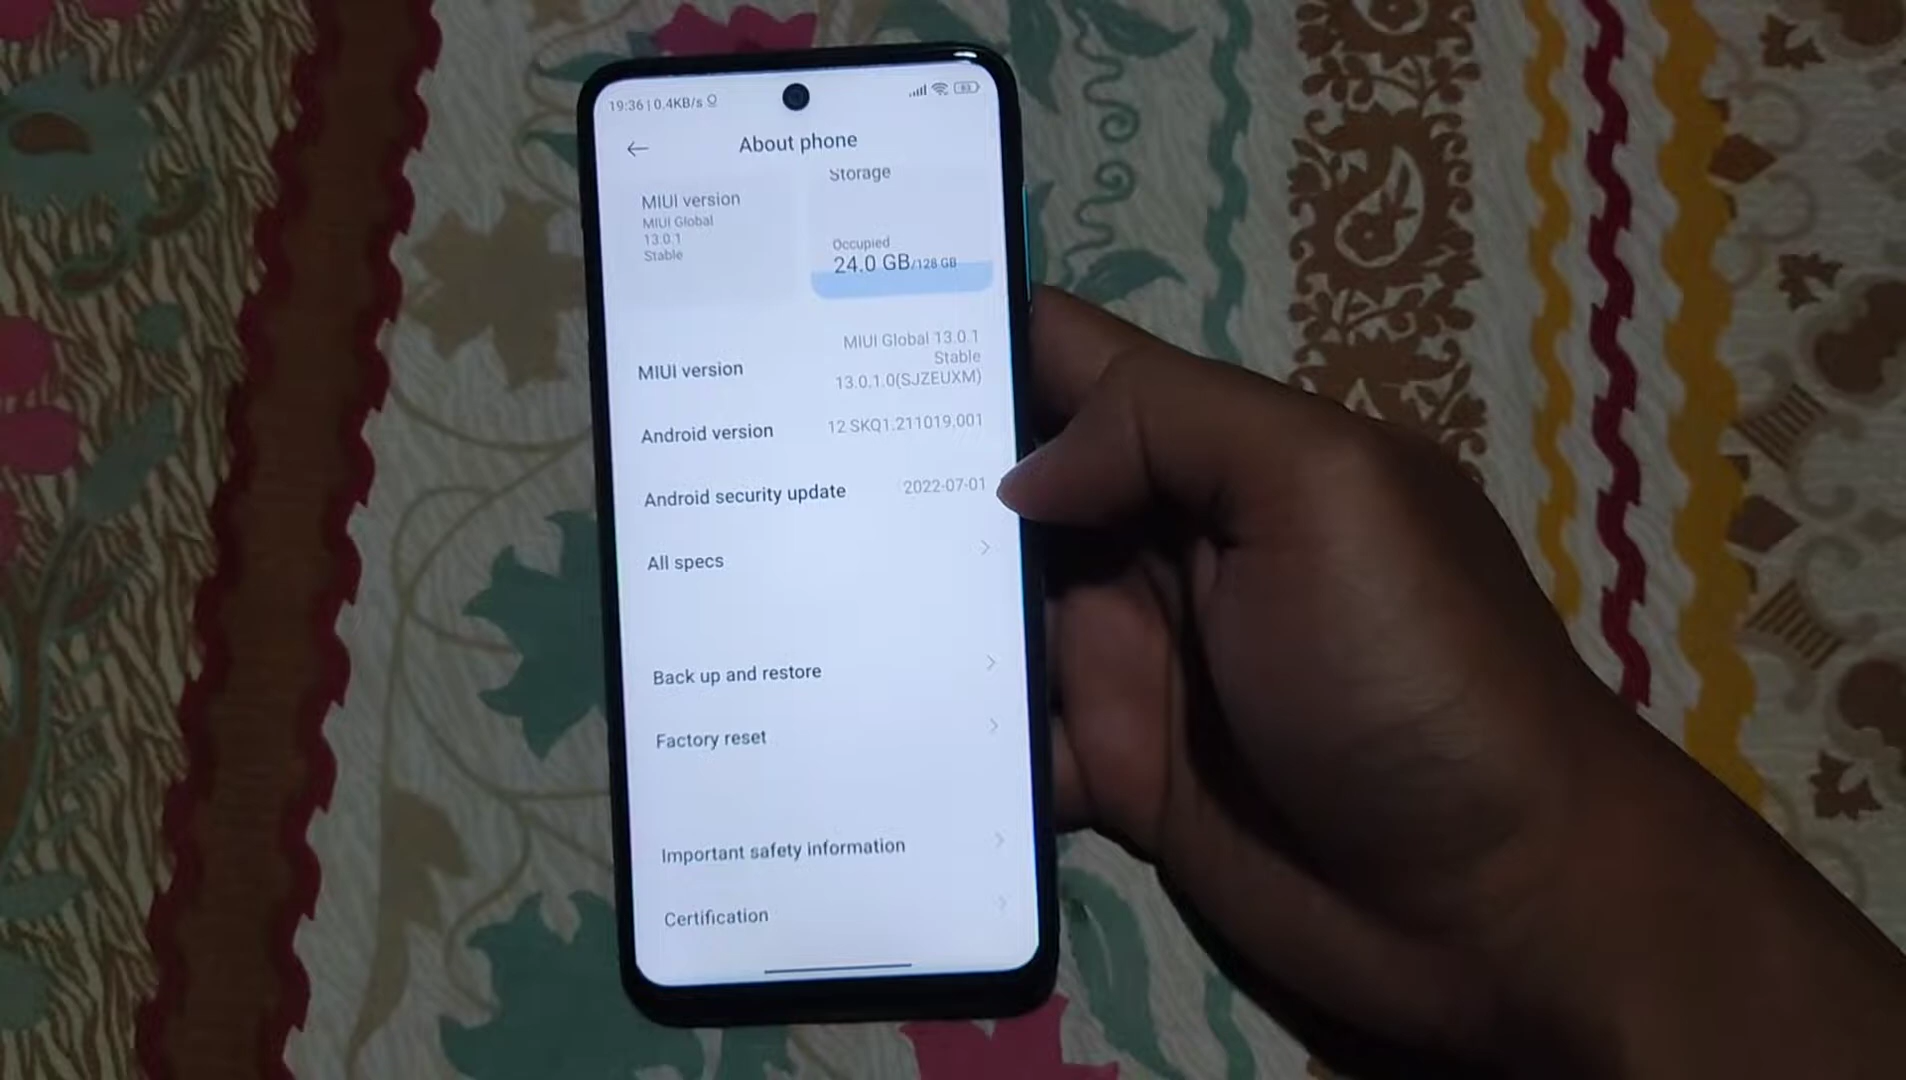 19:36 | 0.4KB/s
83
About phone
Storage
MIUI version
MIUI Global
13.0.1
Stable
Occupied
24.0 GB/128 GB
MIUI version
MIUI Global 13.0.1
Stable
13.0.1.0(SJZEUXM)
Android version
12 SKQ1.211019.001
Android security update
2022-07-01
All specs
Back up and restore
Factory reset
Important safety information
Certification